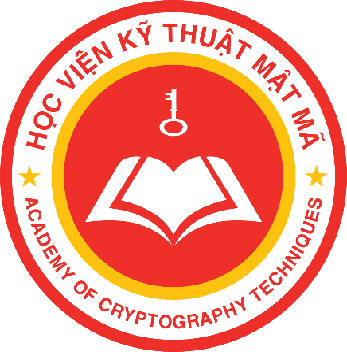 HỌC VIỆN KỸ THUẬT MẬT MÃ
ACADEMY OF CRYPTOGRAPHY TECHNIQUES